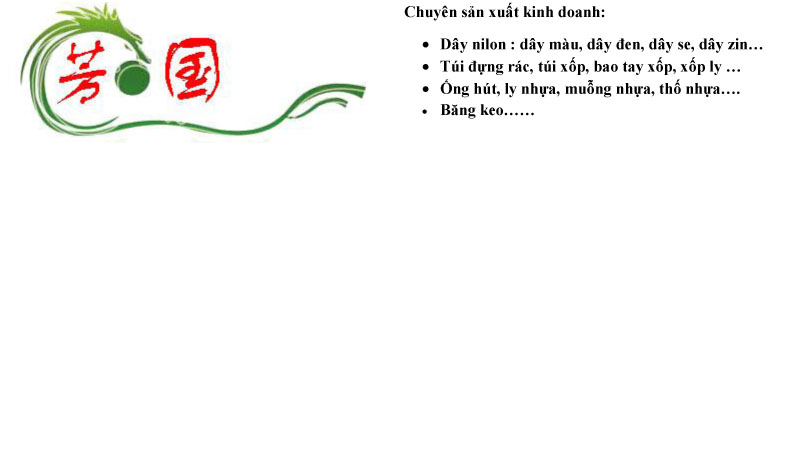 芳国
Chuyên sản xuất kinh doanh:
Dây nilon : dây màu, dây đen, dây se, dây zin…
Túi đựng rác, túi xốp, bao tay xốp, xốp ly …
Ống hút, ly nhựa, muỗng nhựa, thố nhựa….
Băng keo……